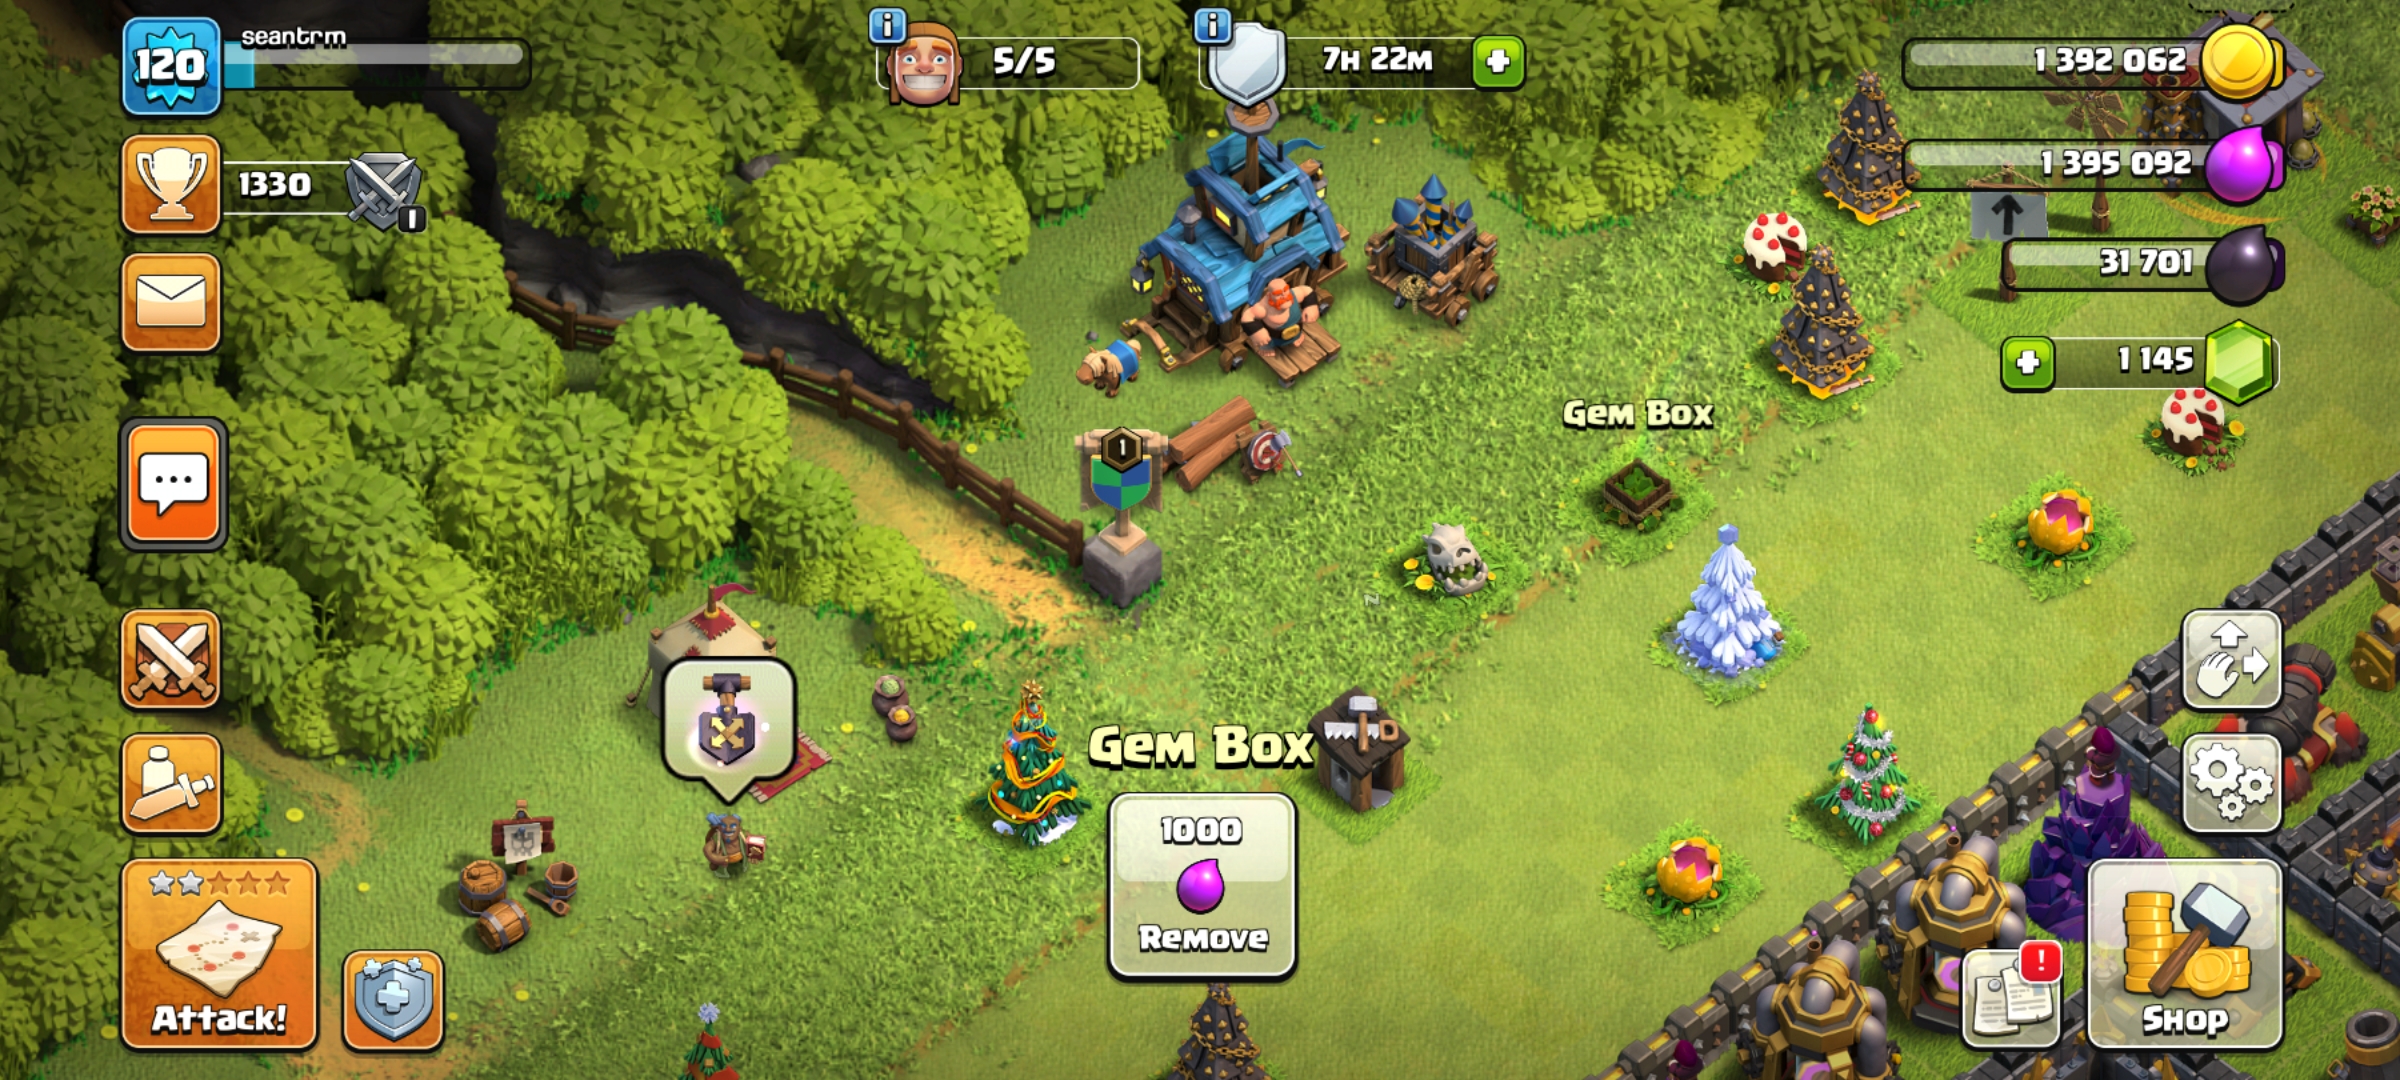 120
seantrm
5/5
7H 22M
1 392 062
1330
I
1 395 092
31 701
1 145
Gem Box
1
Gem Box
1000
Remove
!
Attack!
Shop